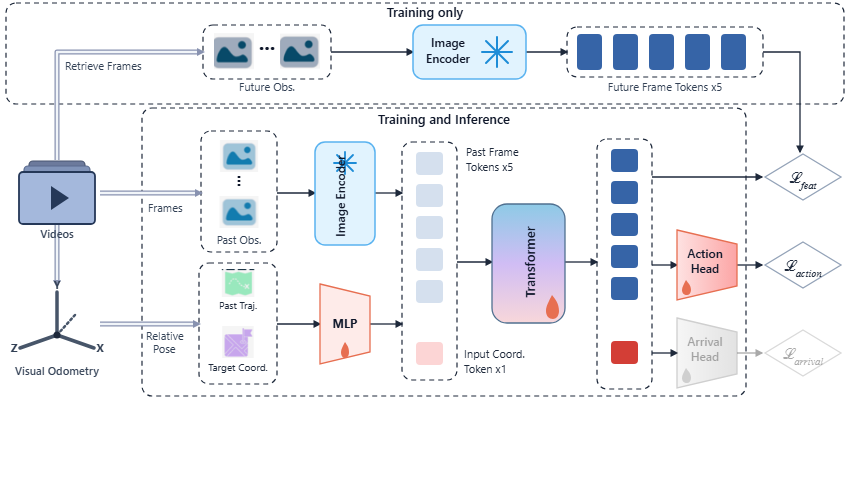 Training only
Retrieve Frames
Future Obs.
Image
Encoder
Future Frame Tokens x5
Training and Inference
Videos
Frames
Past Obs.
Image Encoder
Past Frame
Tokens x5
Transformer
ℒfeat
Action
Head
ℒaction
Z
X
Visual Odometry
Relative
Pose
Past Traj.
Target Coord.
MLP
Input Coord.
Token x1
Arrival
Head
ℒarrival